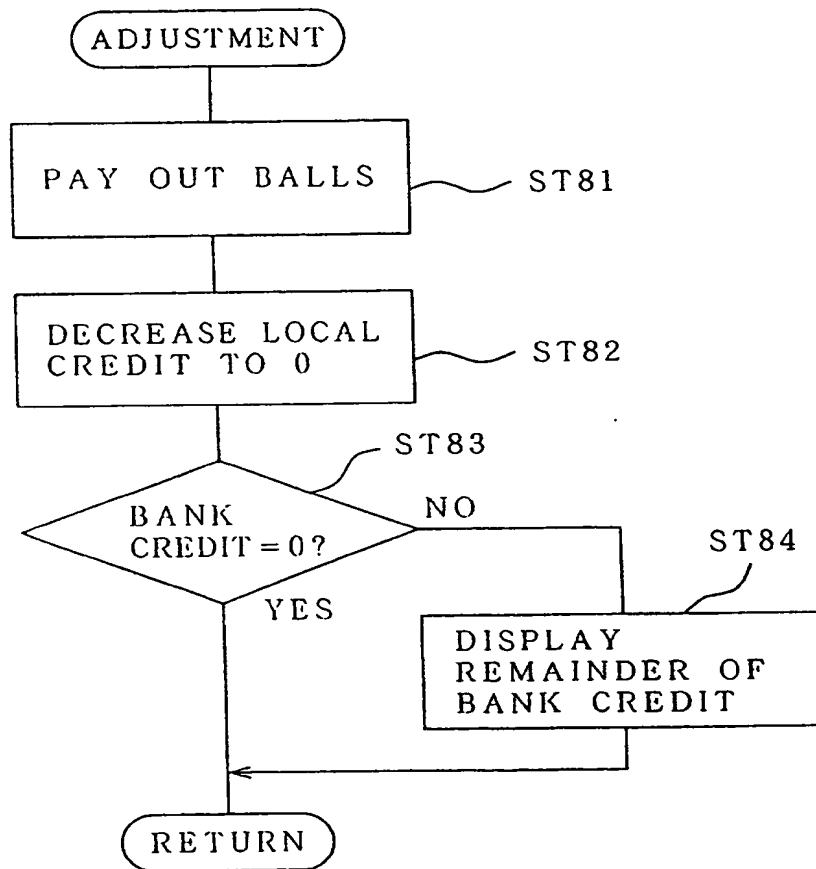 ADJUSTMENT
PAY OUT BALLS
ST81
DECREASE LOCAL
CREDIT TO 0
ST82
ST83
BANK
CREDIT=0?
NO
YES
ST84
DISPLAY
REMAINDER OF
BANK CREDIT
RETURN